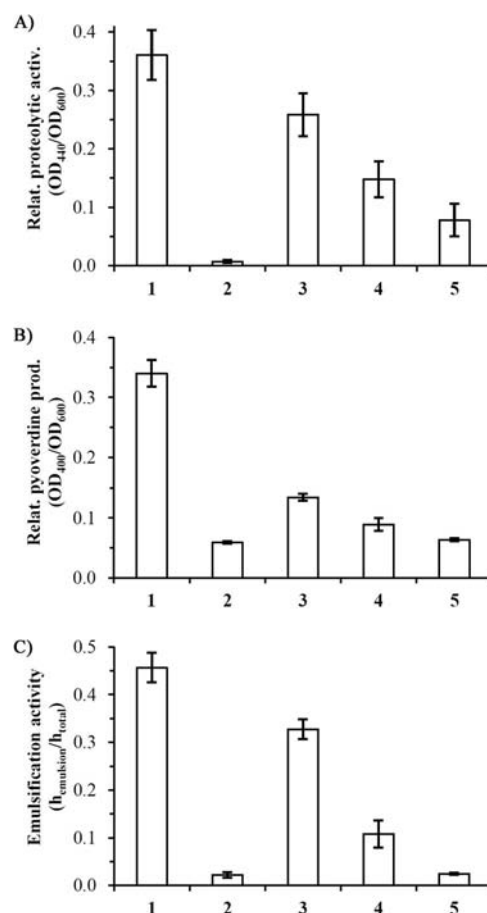 A)
Relat. proteolytic activ.
(OD440/OD600)
0.4
0.3
0.2
0.1
0.0
1 2 3 4 5
B)
Relat. pyoverdine prod.
(OD400/OD600)
0.4
0.3
0.2
0.1
0.0
1 2 3 4 5
C)
Emulsification activity
(hemulsion/htotal)
0.5
0.4
0.3
0.2
0.1
0.0
1 2 3 4 5